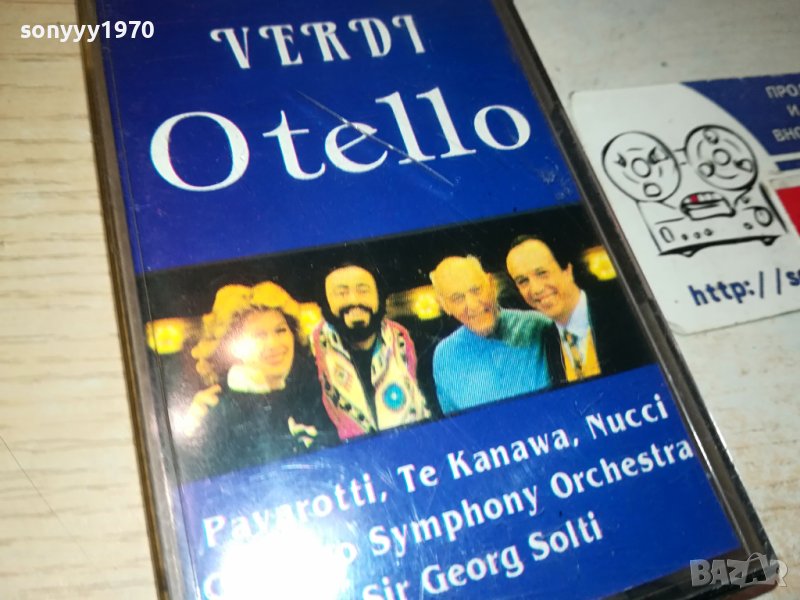 sonyyy1970
VERDI
Otello
Pavarotti, Te Kanawa, Nucci
Symphony Orchestra
Sir Georg Solti
http://s
BAZAR